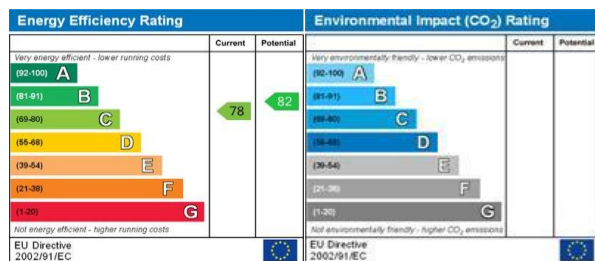 Energy Efficiency Rating
Current Potential
Very energy efficient - lower running costs
(92-100) A
(81-91) B
(69-80) C
(55-68) D
(39-54) E
(21-38) F
(1-20) G
78
82
Not energy efficient - higher running costs
EU Directive
2002/91/EC
Environmental Impact (CO₂) Rating
Current Potential
Very environmentally friendly - lower CO₂ emissions
(92-100) A
(81-91) B
(69-80) C
(55-68) D
(39-54) E
(21-38) F
(1-20) G
Not environmentally friendly - higher CO₂ emissions
EU Directive
2002/91/EC